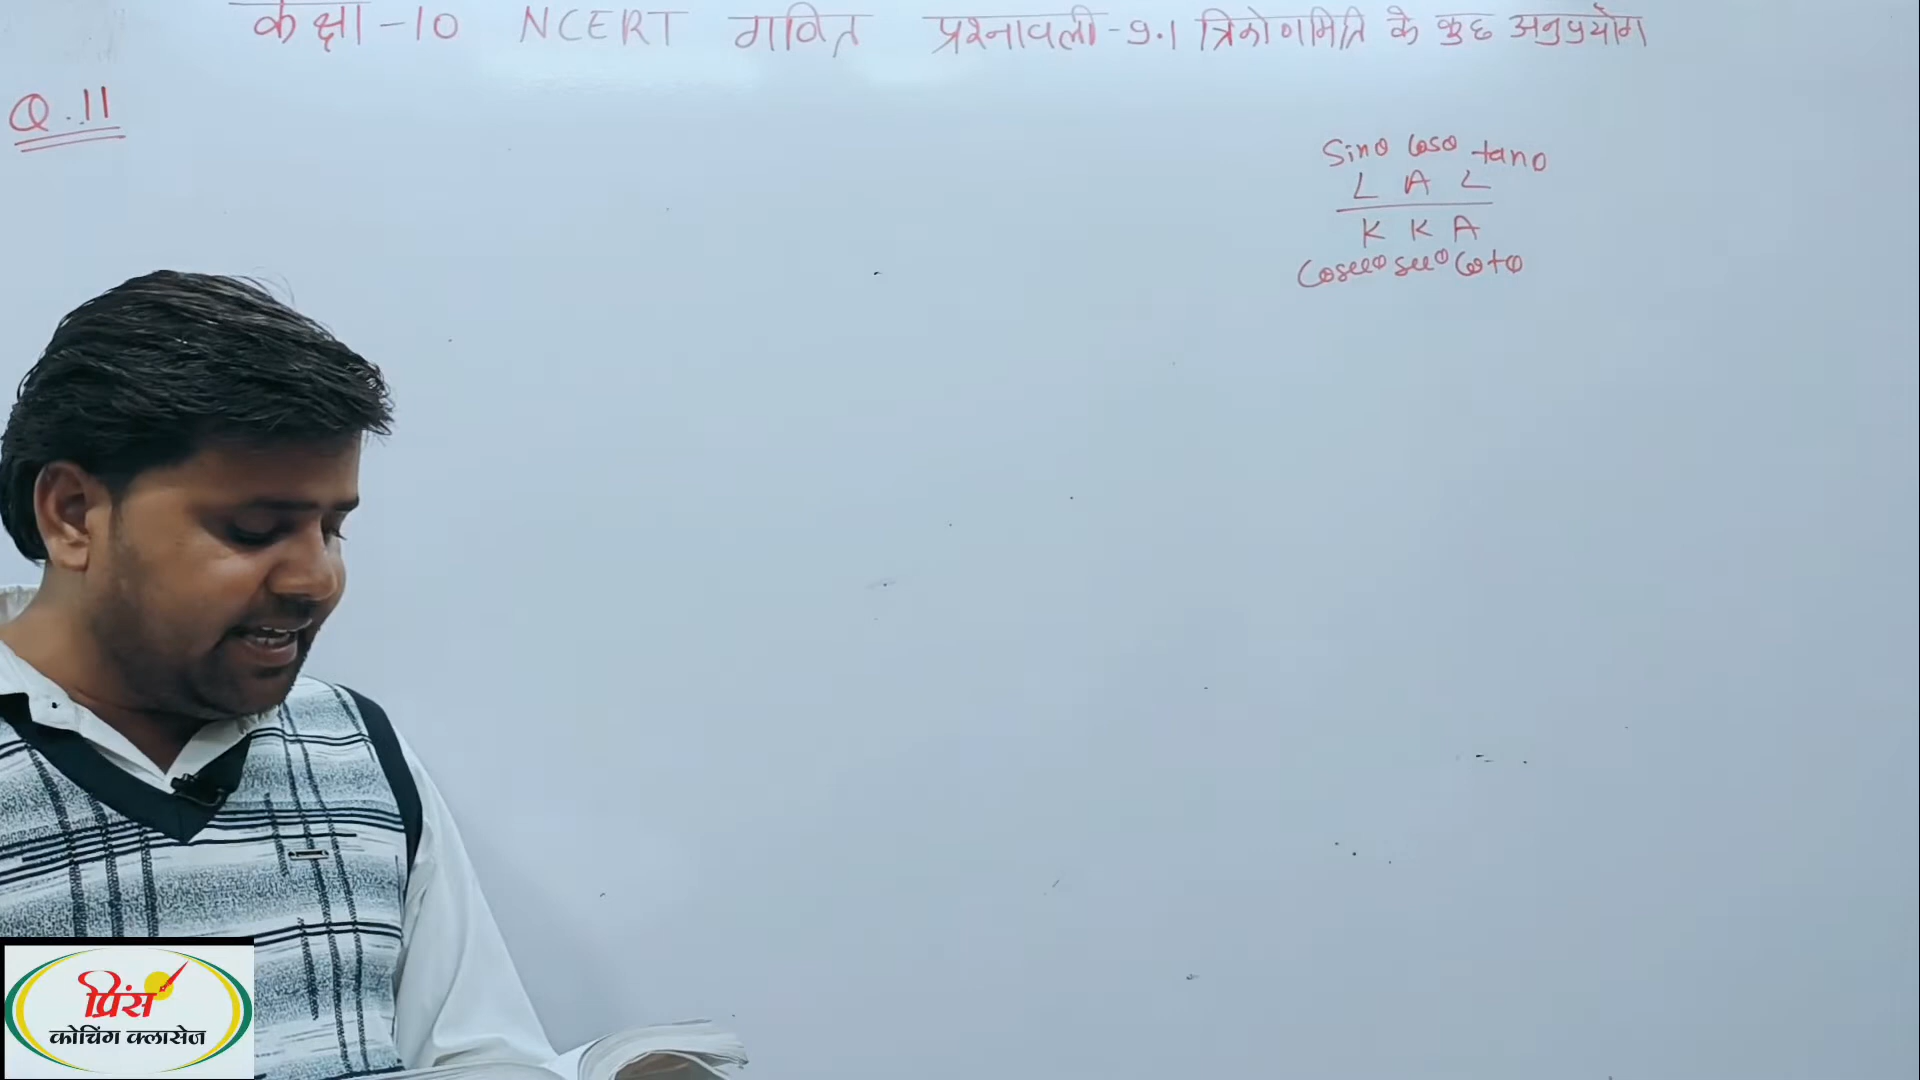 कक्षा-10 NCERT गणित प्रश्नावली-9.1 त्रिकोणमिति के कुछ अनुप्रयोग
Q.11
Sinθ Cosθ tanθ
L A L
K K A
Cosecθ secθ Cotθ
प्रिंस
कोचिंग क्लासेज